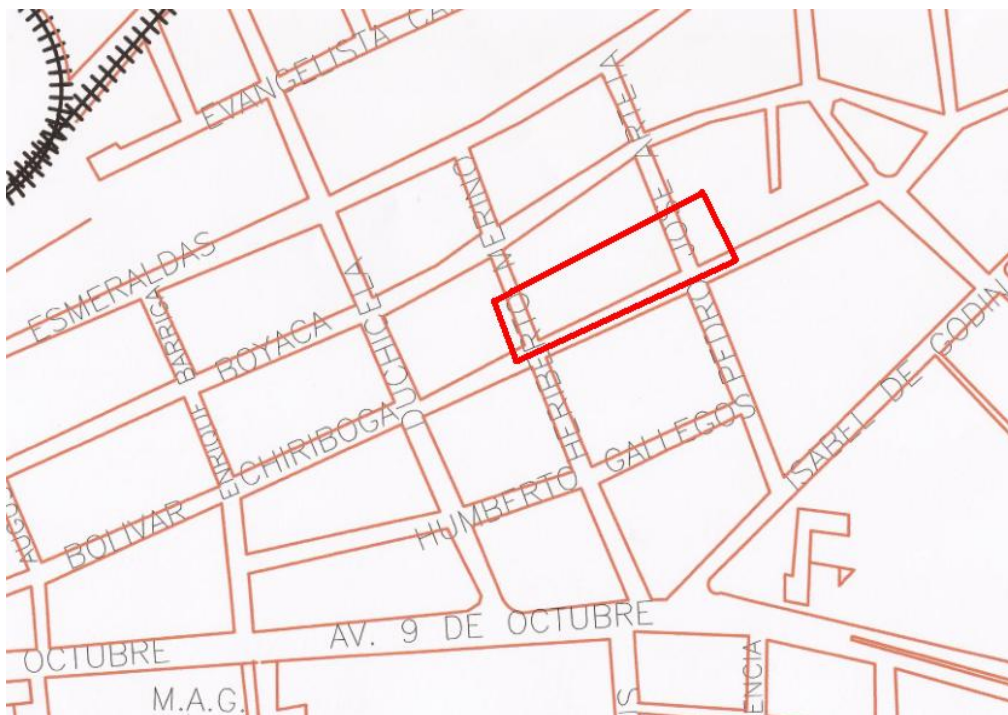 EVANGELISTA
ESMERALDAS
BOYACA
ENRIQUE BARRIGA
DUCHICELA
HERIBERTO MERINO
PEDRO JOSE ARTETA
BOLIVAR CHIRIBOGA
HUMBERTO GALLEGOS
ISABEL DE GODIN
AV. 9 DE OCTUBRE
OCTUBRE
M.A.G.